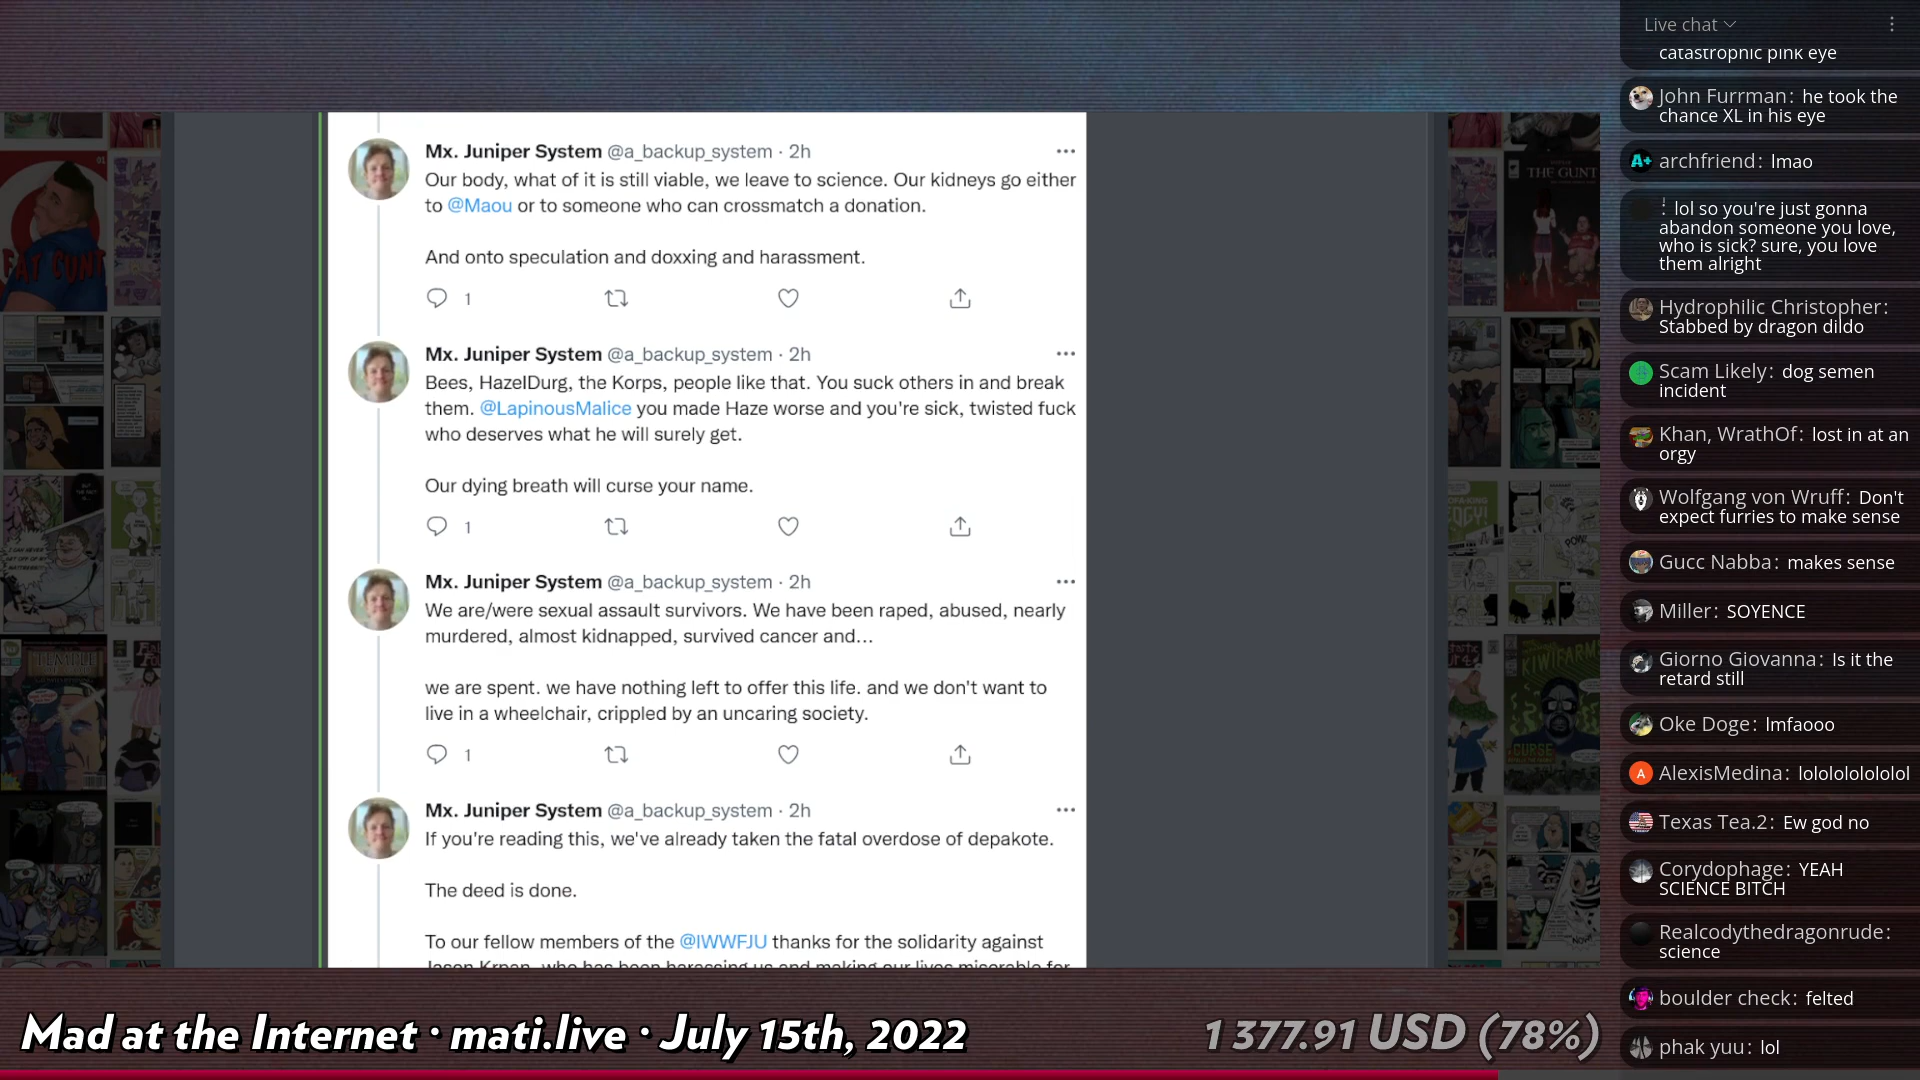 Mx. Juniper System @a_backup_system · 2h
Our body, what of it is still viable, we leave to science. Our kidneys go either
to @Maou or to someone who can crossmatch a donation.
And onto speculation and doxxing and harassment.
1
Mx. Juniper System @a_backup_system · 2h
Bees, HazelDurg, the Korps, people like that. You suck others in and break
them. @LapinousMalice you made Haze worse and you're sick, twisted fuck
who deserves what he will surely get.
Our dying breath will curse your name.
1
Mx. Juniper System @a_backup_system · 2h
We are/were sexual assault survivors. We have been raped, abused, nearly
murdered, almost kidnapped, survived cancer and...
we are spent. we have nothing left to offer this life. and we don't want to
live in a wheelchair, crippled by an uncaring society.
1
Mx. Juniper System @a_backup_system · 2h
If you're reading this, we've already taken the fatal overdose of depakote.
The deed is done.
To our fellow members of the @IWWFJU thanks for the solidarity against
Jason Krpan, who has been harassing us and making our lives miserable for
Live chat
catastrophic pink eye
John Furrman: he took the
chance XL in his eye
archfriend: lmao
: lol so you're just gonna
abandon someone you love,
who is sick? sure, you love
them alright
Hydrophilic Christopher:
Stabbed by dragon dildo
Scam Likely: dog semen
incident
Khan, WrathOf: lost in at an
orgy
Wolfgang von Wruff: Don't
expect furries to make sense
Gucc Nabba: makes sense
Miller: SOYENCE
Giorno Giovanna: Is it the
retard still
Oke Doge: lmfaooo
AlexisMedina: lolololololol
Texas Tea.2: Ew god no
Corydophage: YEAH
SCIENCE BITCH
Realcodythedragonrude:
science
boulder check: felted
phak yuu: lol
FAT CUNT
THE GUNT
TEMPLE
KIWIFARMS
CURSE
Mad at the Internet · mati.live · July 15th, 2022
1 377.91 USD (78%)